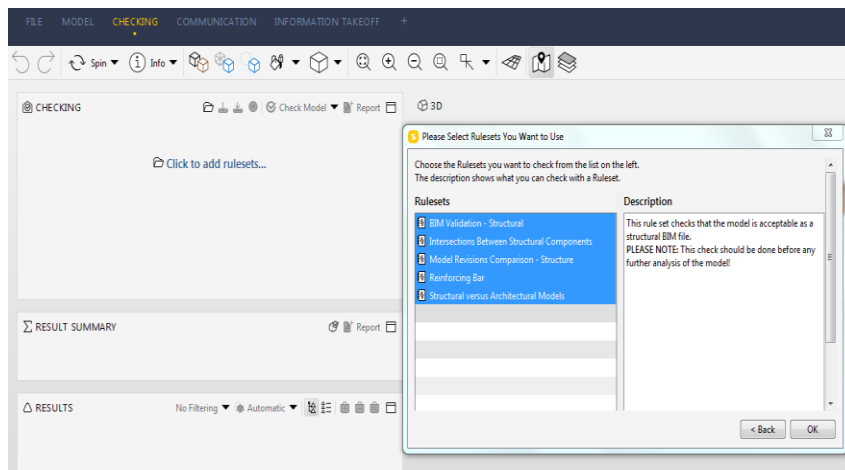 FILE MODEL CHECKING COMMUNICATION INFORMATION TAKEOFF +
Spin Info
CHECKING Check Model Report
Click to add rulesets...
RESULT SUMMARY Report
RESULTS No Filtering Automatic
3D
Please Select Rulesets You Want to Use
Choose the Rulesets you want to check from the list on the left.
The description shows what you can check with a Ruleset.
Rulesets
BIM Validation - Structural
Intersections Between Structural Components
Model Revisions Comparison - Structure
Reinforcing Bar
Structural versus Architectural Models
Description
This rule set checks that the model is acceptable as a
structural BIM file.
PLEASE NOTE: This check should be done before any
further analysis of the model!
< Back OK